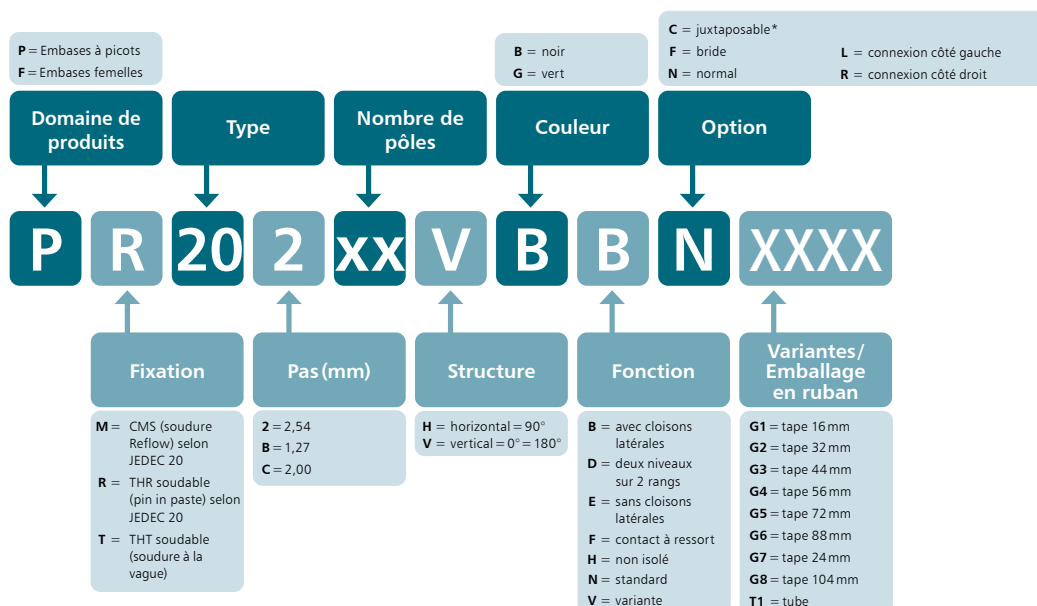 P = Embases à picots
F = Embases femelles
B = noir
G = vert
C = juxtaposable*
F = bride
N = normal
L = connexion côté gauche
R = connexion côté droit
Domaine de
produits
Type
Nombre de
pôles
Couleur
Option
P R 20 2 xx V B B N XXXX
Fixation
Pas (mm)
Structure
Fonction
Variantes/
Emballage
en ruban
M = CMS (soudure
Reflow) selon
JEDEC 20
R = THR soudable
(pin in paste) selon
JEDEC 20
T = THT soudable
(soudure à la
vague)
2 = 2,54
B = 1,27
C = 2,00
H = horizontal = 90°
V = vertical = 0° = 180°
B = avec cloisons
latérales
D = deux niveaux
sur 2 rangs
E = sans cloisons
latérales
F = contact à ressort
H = non isolé
N = standard
V = variante
G1 = tape 16 mm
G2 = tape 32 mm
G3 = tape 44 mm
G4 = tape 56 mm
G5 = tape 72 mm
G6 = tape 88 mm
G7 = tape 24 mm
G8 = tape 104 mm
T1 = tube